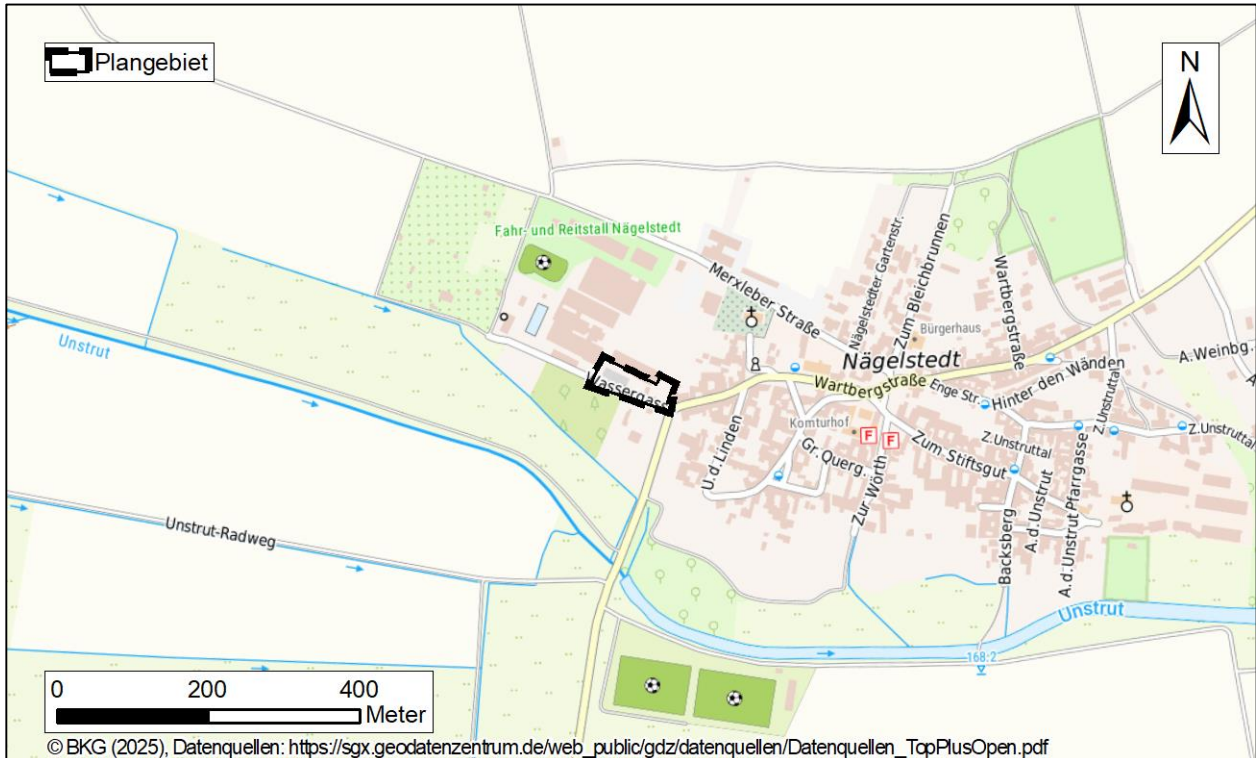 Plangebiet
N
Fahr- und Reitstall Nägelstedt
Merxleber Straße
Nägelstedter Gartenstr.
Zum Bleichbrunnen
Wartbergstraße
Bürgerhaus
Nägelstedt
A.Weinbg.
Unstrut
Wassergass
Wartbergstraße
Enge Str.
Hinter den Wänden
Z.Unstruttal
Z.Unstruttal
Z.Unstruttal
Komturhof
F
F
U.d.Linden
Gr. Querg.
Zum Stiftsgut
Zur Wörth
Backsberg
A.d.Unstrut
A.d.Unstrut Pfarrgasse
Unstrut-Radweg
Unstrut
168.2
0 200 400
Meter
© BKG (2025), Datenquellen: https://sgx.geodatenzentrum.de/web_public/gdz/datenquellen/Datenquellen_TopPlusOpen.pdf